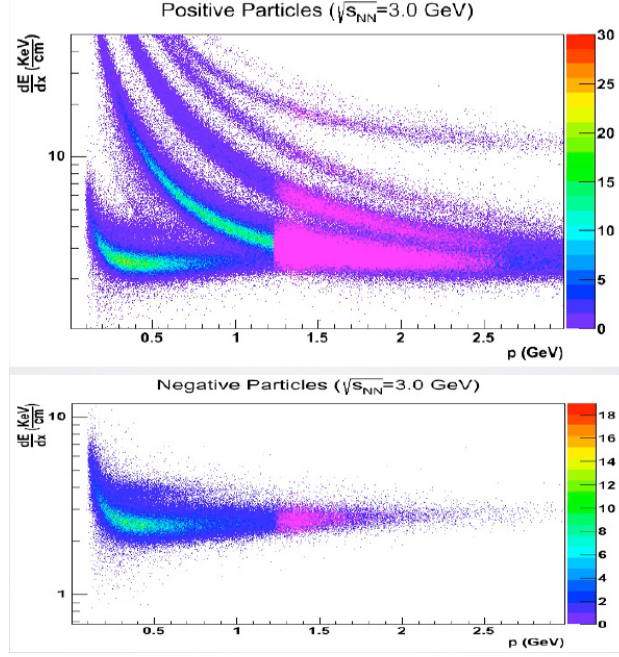 Positive Particles (√sNN=3.0 GeV)
dE/dx (KeV/cm)
30
25
20
15
10
5
0
10
0.5 1 1.5 2 2.5
p (GeV)
Negative Particles (√sNN=3.0 GeV)
dE/dx (KeV/cm)
10
1
18
16
14
12
10
8
6
4
2
0
0.5 1 1.5 2 2.5
p (GeV)